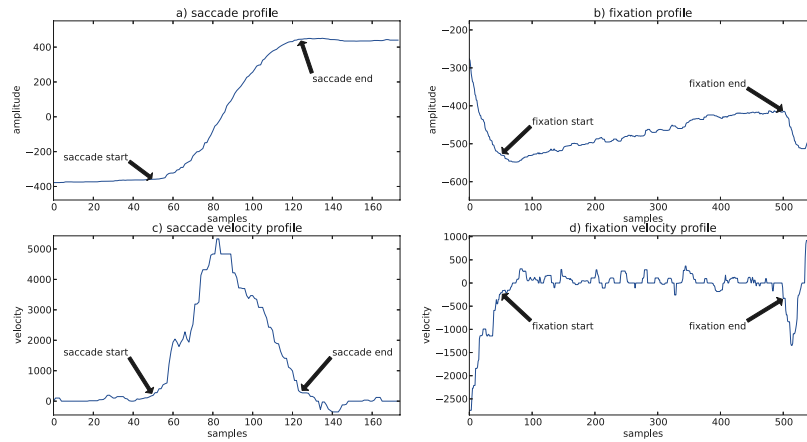 a) saccade profile
400
200
0
−200
−400
amplitude
saccade start
saccade end
0 20 40 60 80 100 120 140 160
samples
b) fixation profile
−200
−300
−400
−500
−600
amplitude
fixation start
fixation end
0 100 200 300 400 500
samples
c) saccade velocity profile
5000
4000
3000
2000
1000
0
velocity
saccade start
saccade end
0 20 40 60 80 100 120 140 160
samples
d) fixation velocity profile
1000
500
0
−500
−1000
−1500
−2000
−2500
velocity
fixation start
fixation end
0 100 200 300 400 500
samples